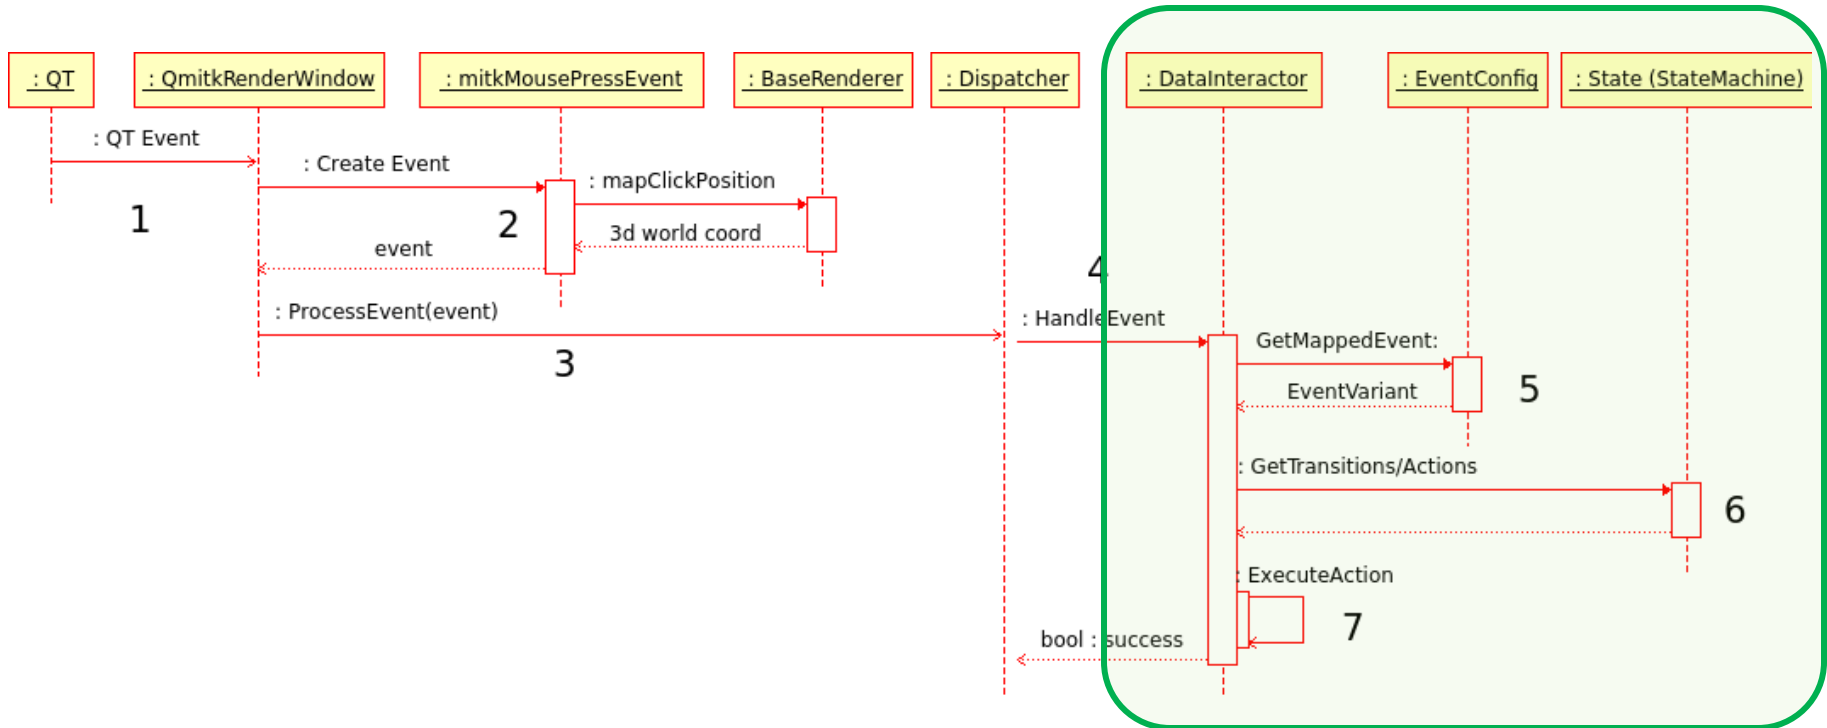 : QT
: QmitkRenderWindow
: mitkMousePressEvent
: BaseRenderer
: Dispatcher
: DataInteractor
: EventConfig
: State (StateMachine)
: QT Event
: Create Event
: mapClickPosition
1
2
3d world coord
event
4
: ProcessEvent(event)
: HandleEvent
3
GetMappedEvent:
EventVariant
5
: GetTransitions/Actions
6
: ExecuteAction
7
bool : success